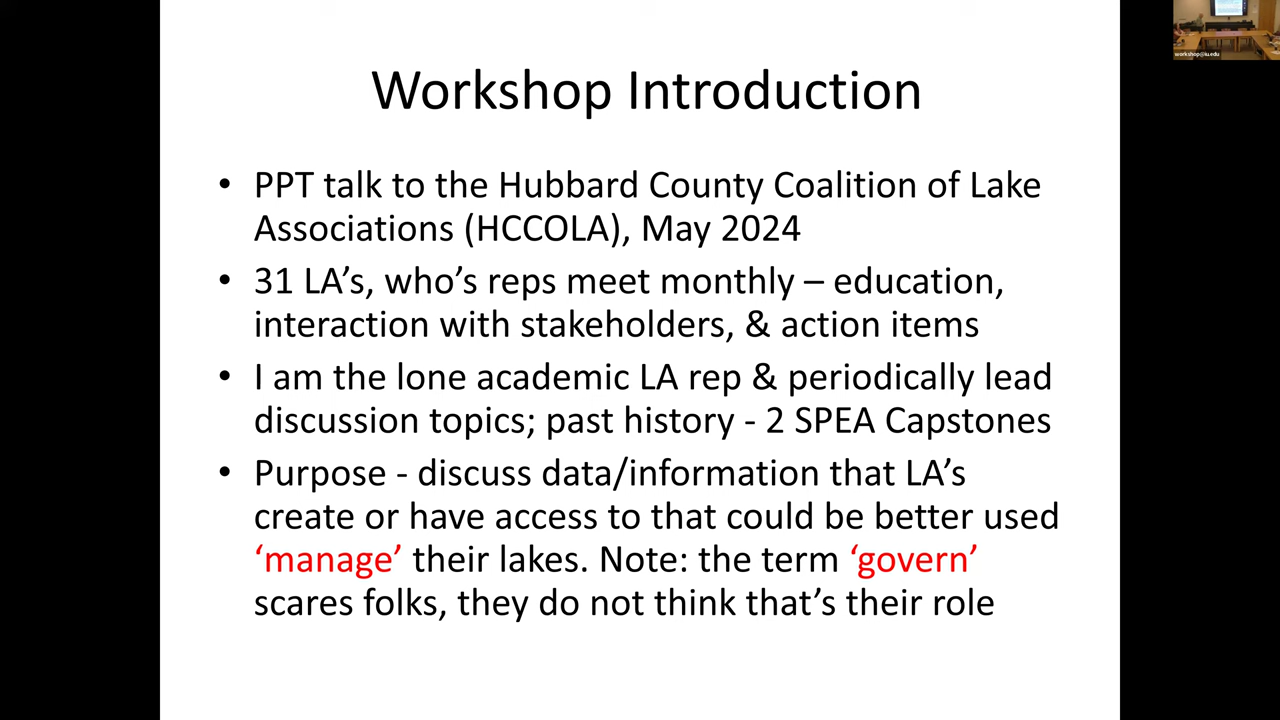 Workshop Introduction
• PPT talk to the Hubbard County Coalition of Lake
Associations (HCCOLA), May 2024
• 31 LA’s, who’s reps meet monthly – education,
interaction with stakeholders, & action items
• I am the lone academic LA rep & periodically lead
discussion topics; past history - 2 SPEA Capstones
• Purpose - discuss data/information that LA’s
create or have access to that could be better used
‘manage’ their lakes. Note: the term ‘govern’
scares folks, they do not think that’s their role
workshop@iu.edu